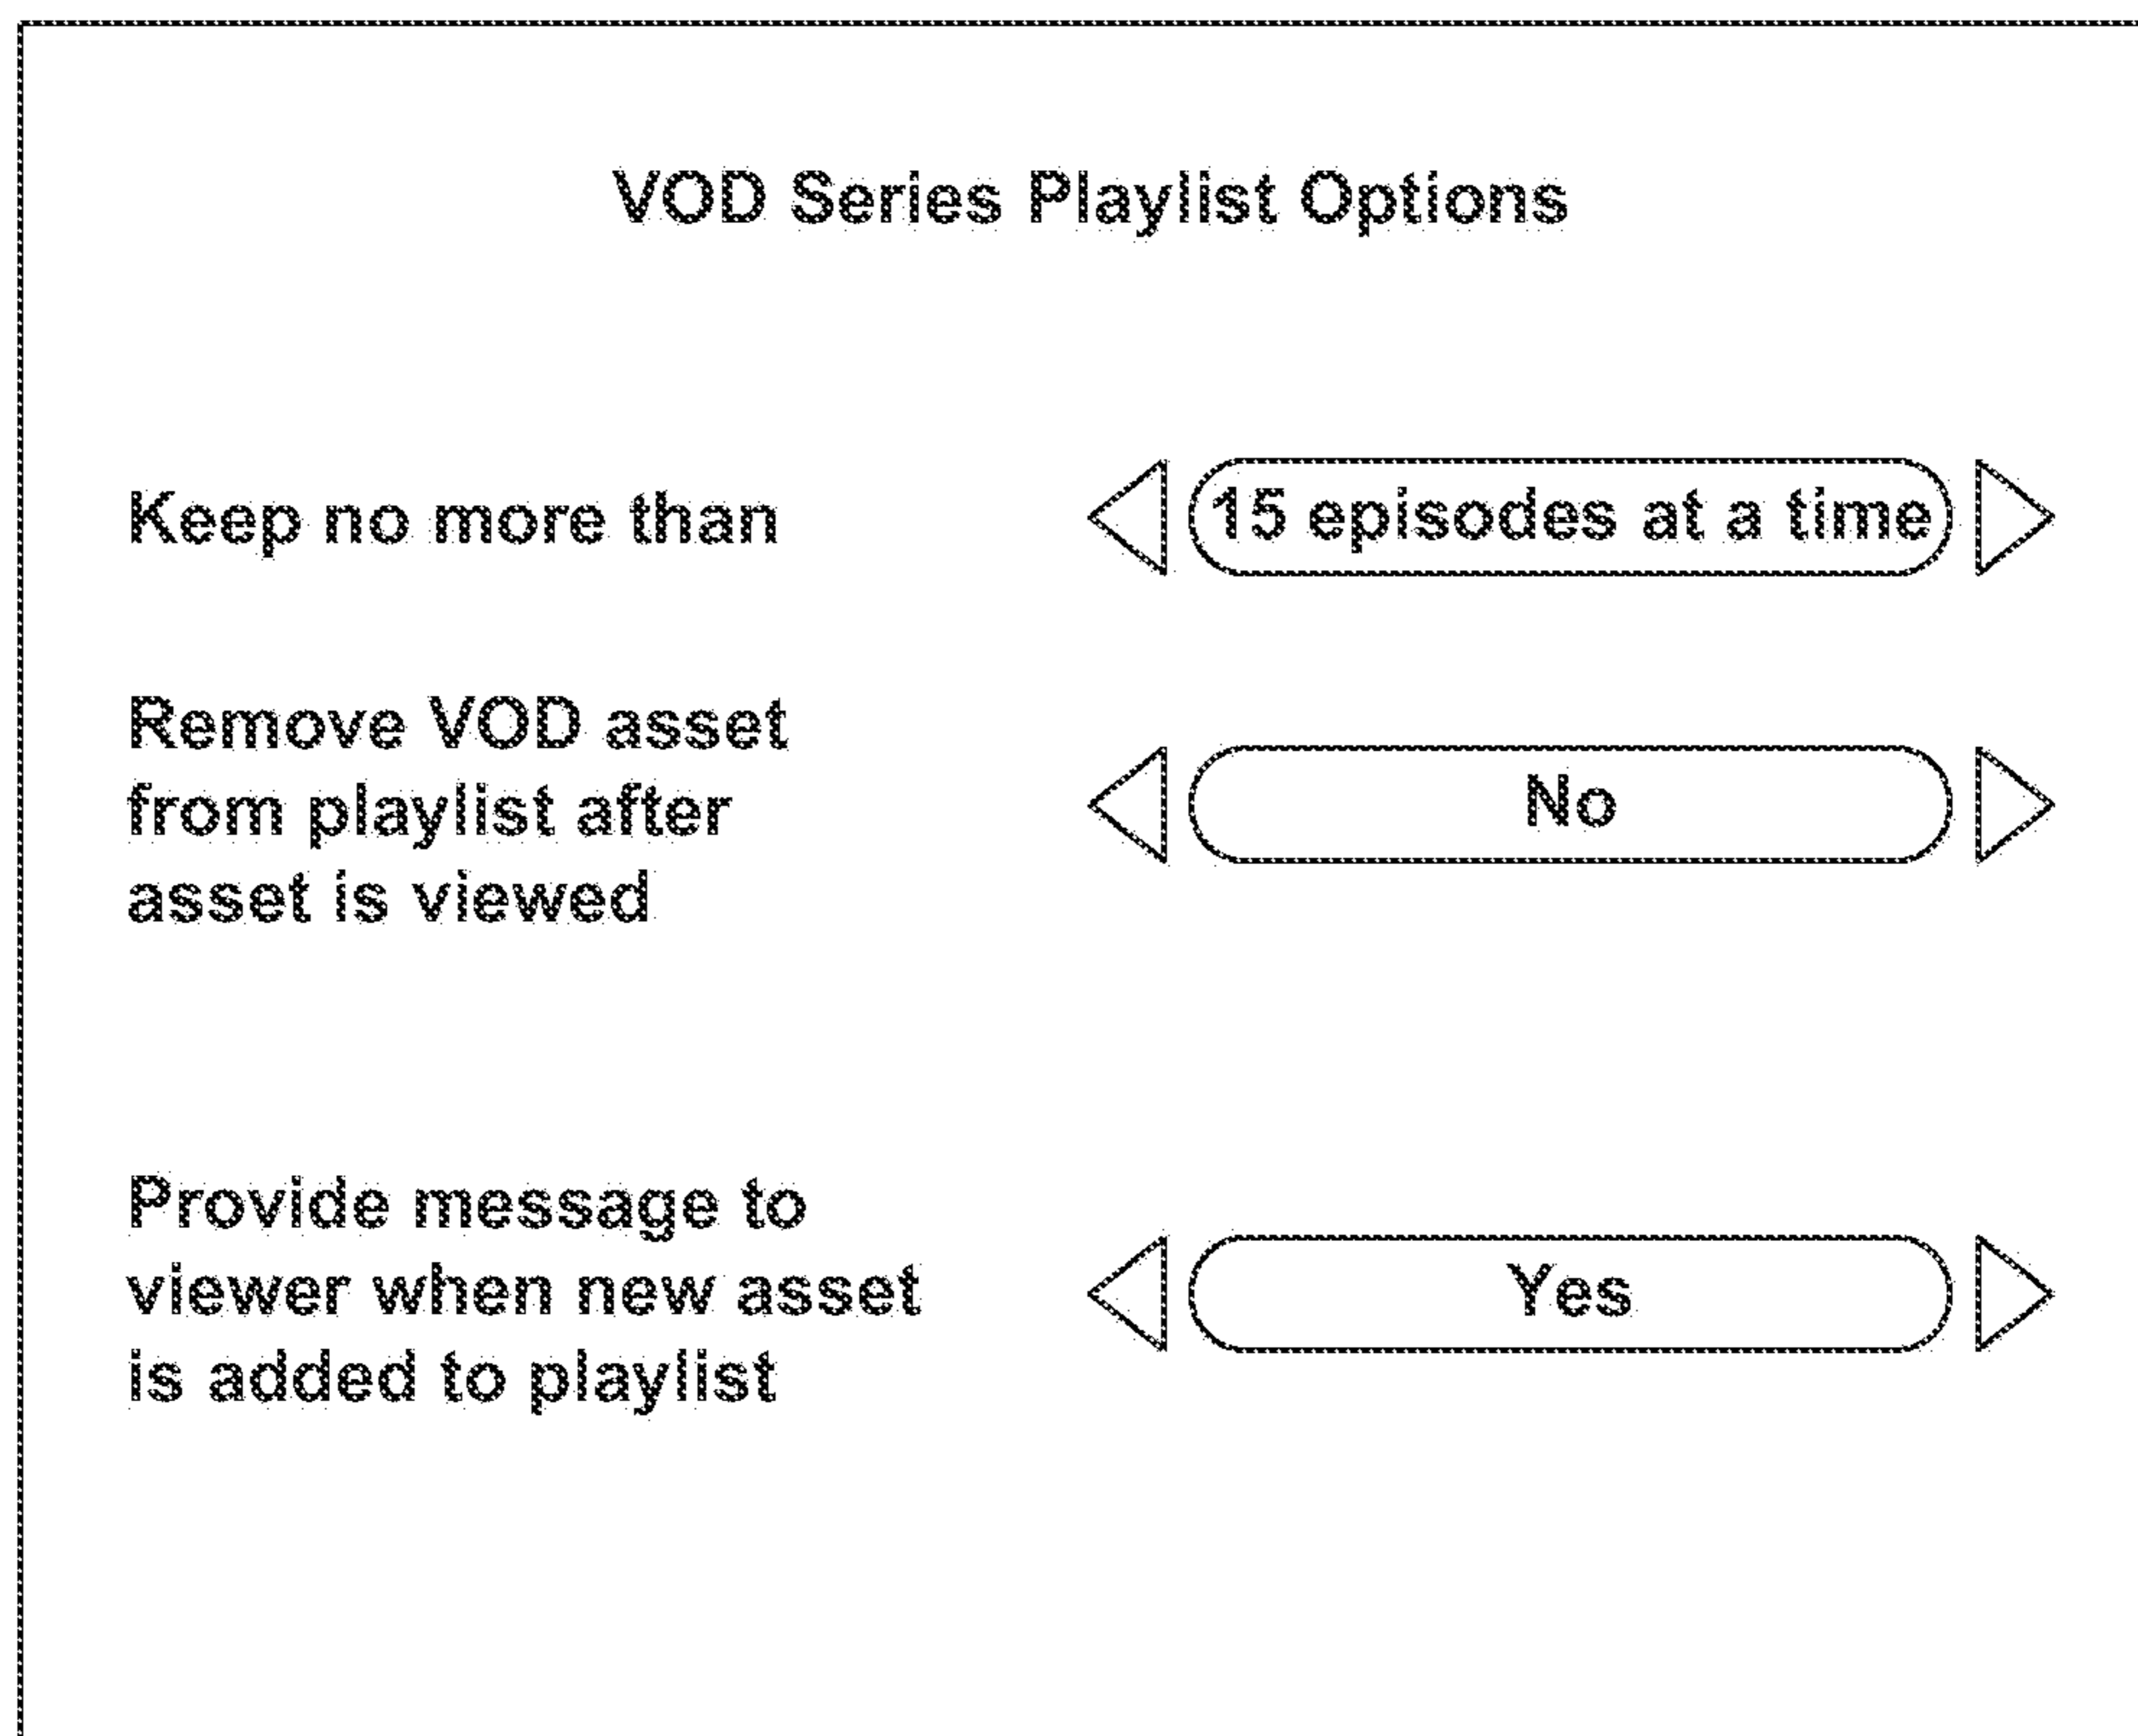 VOD Series Playlist Options
Keep no more than
15 episodes at a time
Remove VOD asset
from playlist after
asset is viewed
No
Provide message to
viewer when new asset
is added to playlist
Yes